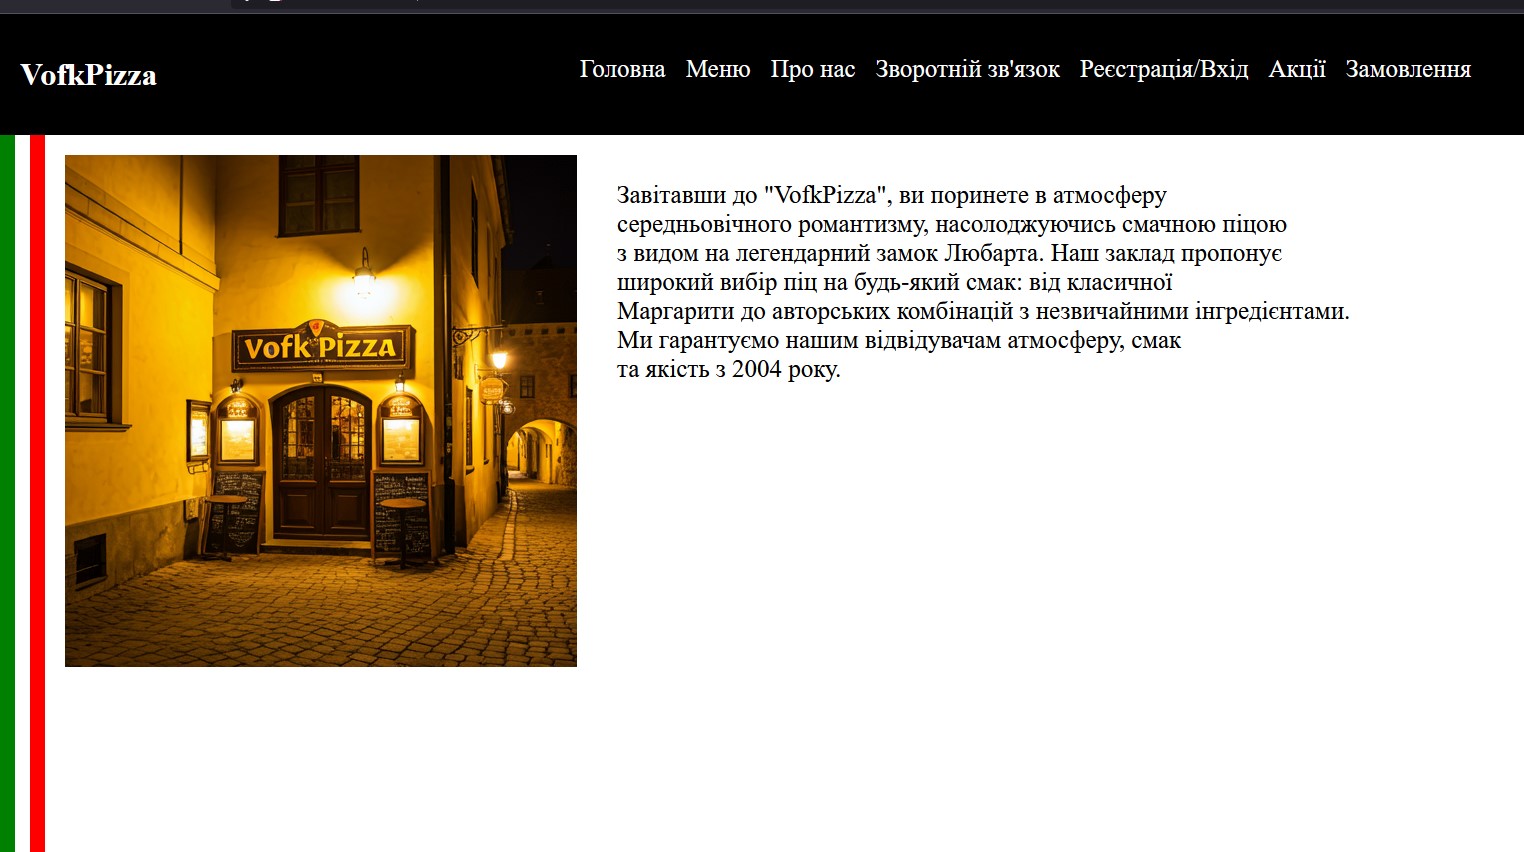 VofkPizza
Головна Меню Про нас Зворотній зв'язок Реєстрація/Вхід Акції Замовлення
Vofk Pizza
Завітавши до "VofkPizza", ви поринете в атмосферу
середньовічного романтизму, насолоджуючись смачною піцою
з видом на легендарний замок Любарта. Наш заклад пропонує
широкий вибір піц на будь-який смак: від класичної
Маргарити до авторських комбінацій з незвичайними інгредієнтами.
Ми гарантуємо нашим відвідувачам атмосферу, смак
та якість з 2004 року.